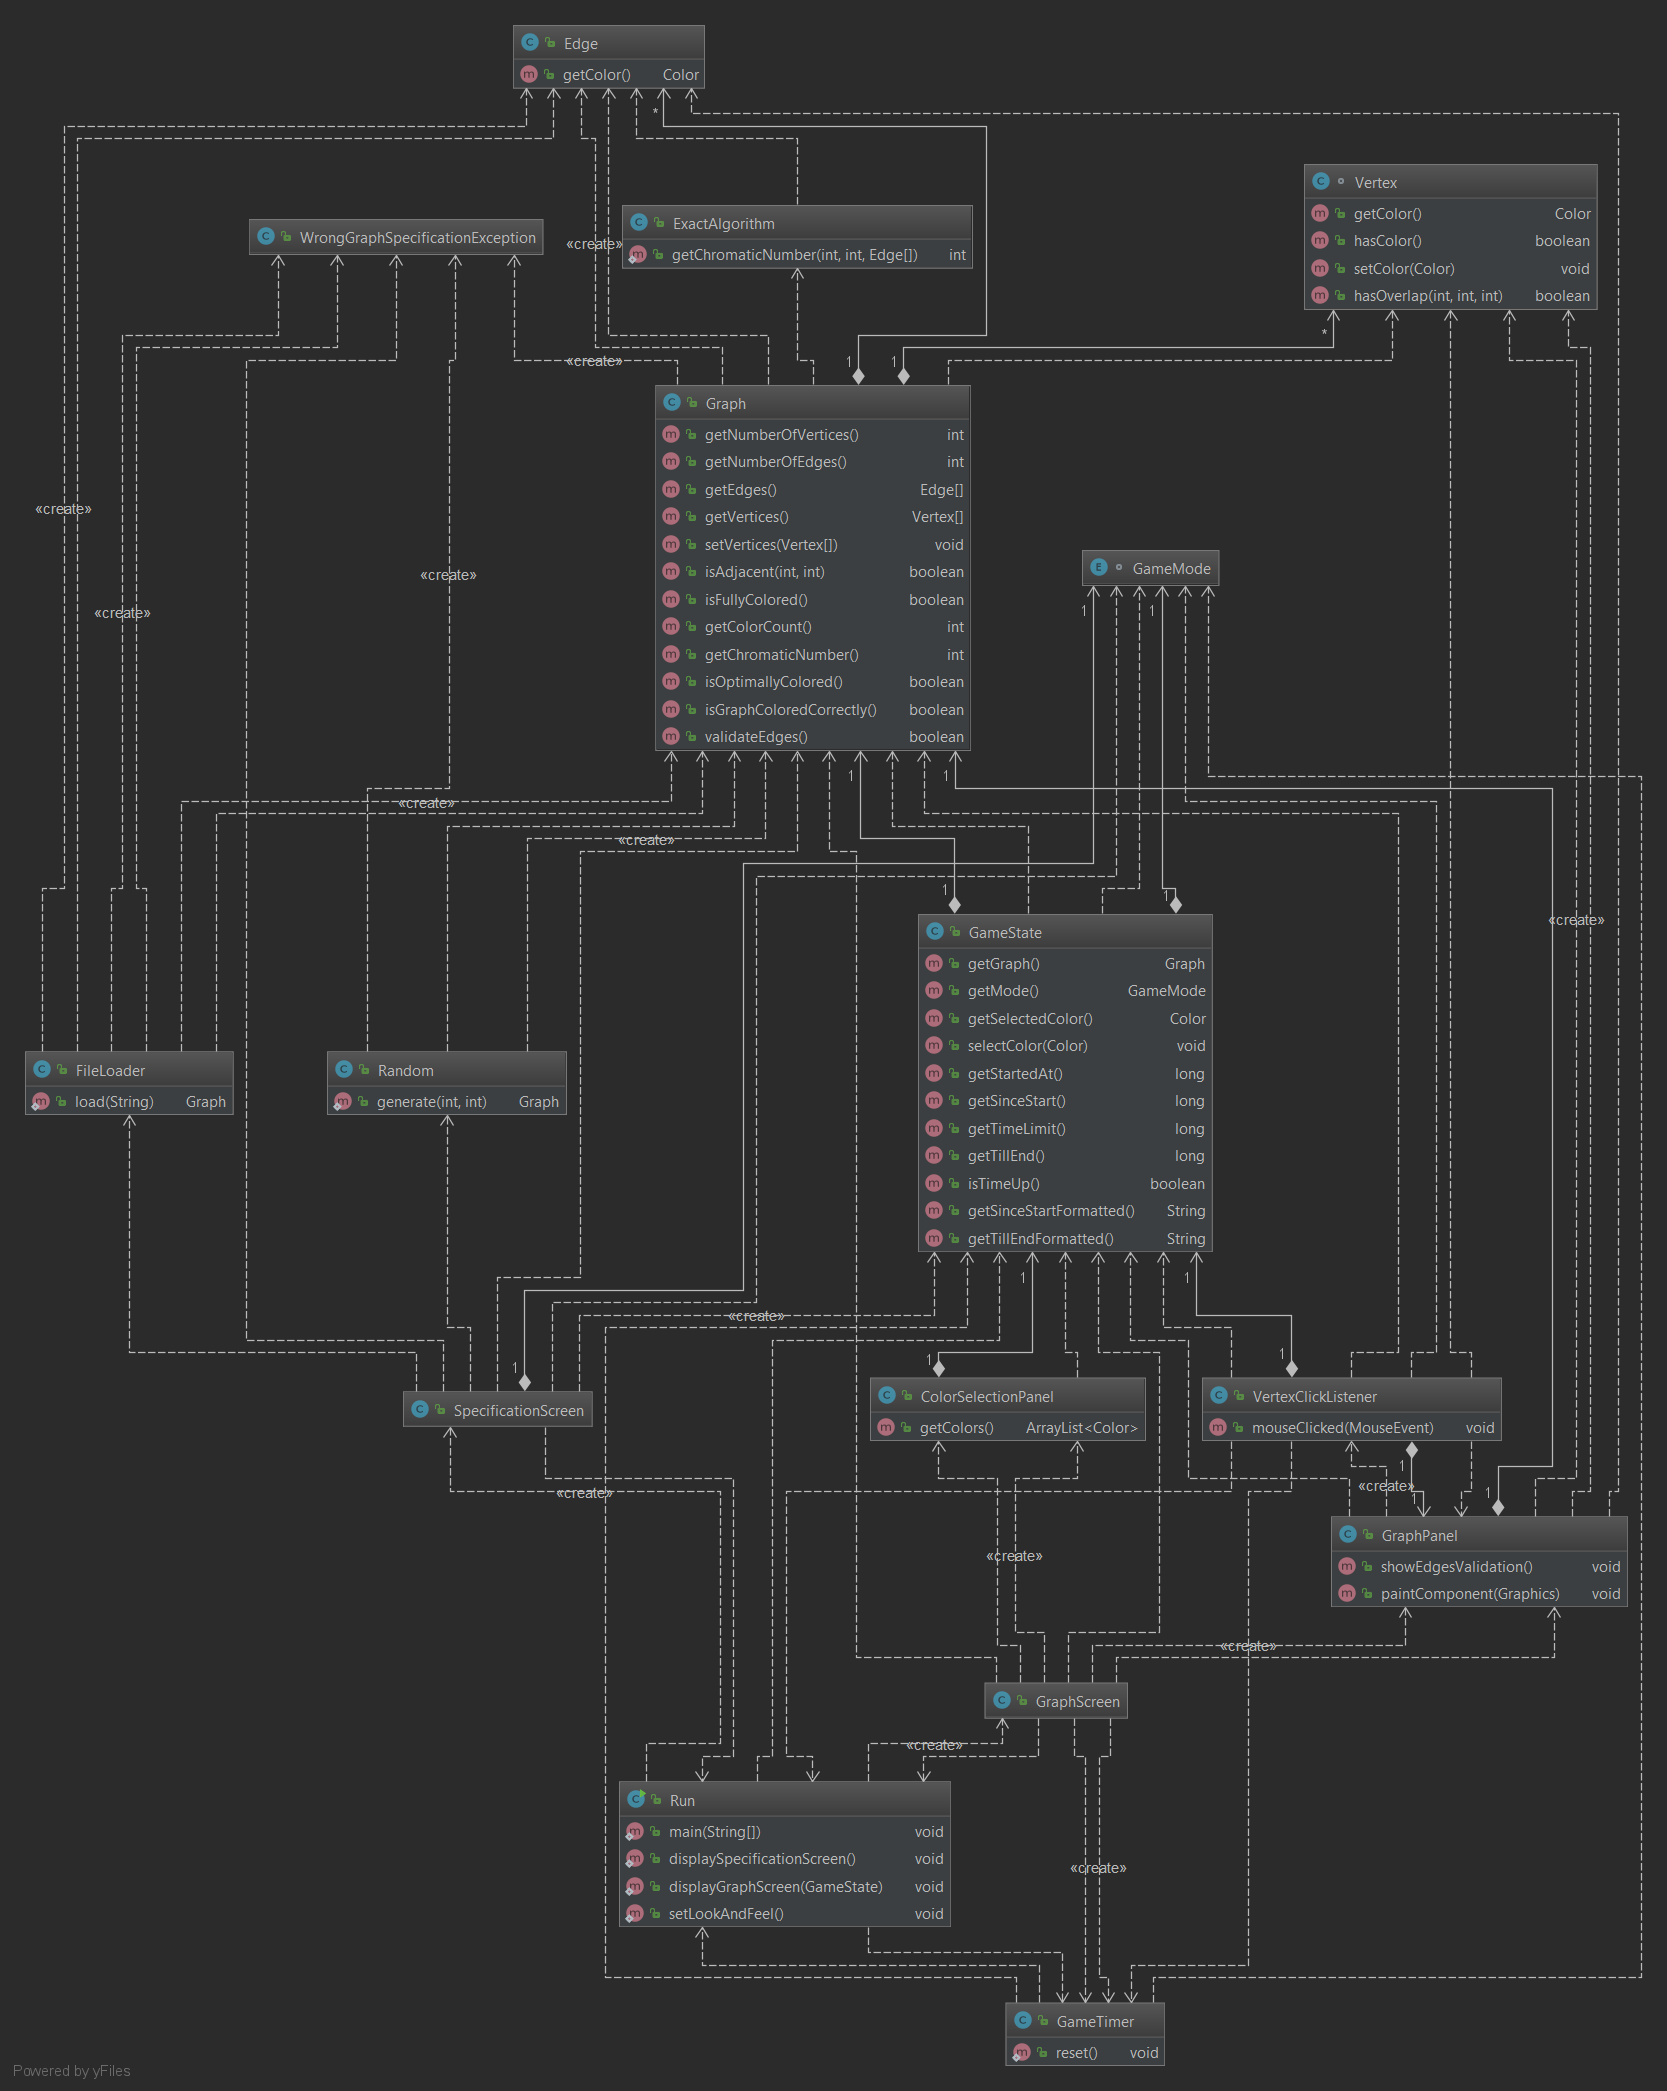 Edge
getColor() Color
*
Vertex
getColor() Color
hasColor() boolean
setColor(Color) void
hasOverlap(int, int, int) boolean
WrongGraphSpecificationException
«create»
ExactAlgorithm
getChromaticNumber(int, int, Edge[]) int
*
«create»
1
1
Graph
getNumberOfVertices() int
getNumberOfEdges() int
getEdges() Edge[]
getVertices() Vertex[]
setVertices(Vertex[]) void
isAdjacent(int, int) boolean
isFullyColored() boolean
getColorCount() int
getChromaticNumber() int
isOptimallyColored() boolean
isGraphColoredCorrectly() boolean
validateEdges() boolean
«create»
«create»
«create»
GameMode
1
1
1
1
«create»
«create»
1
1
«create»
GameState
getGraph() Graph
getMode() GameMode
getSelectedColor() Color
selectColor(Color) void
getStartedAt() long
getSinceStart() long
getTimeLimit() long
getTillEnd() long
isTimeUp() boolean
getSinceStartFormatted() String
getTillEndFormatted() String
FileLoader
load(String) Graph
Random
generate(int, int) Graph
1
1
«create»
1
1
1
SpecificationScreen
ColorSelectionPanel
getColors() ArrayList<Color>
VertexClickListener
mouseClicked(MouseEvent) void
1
«create»
1
1
«create»
GraphPanel
showEdgesValidation() void
paintComponent(Graphics) void
«create»
«create»
GraphScreen
«create»
Run
main(String[]) void
displaySpecificationScreen() void
displayGraphScreen(GameState) void
setLookAndFeel() void
«create»
GameTimer
reset() void
Powered by yFiles